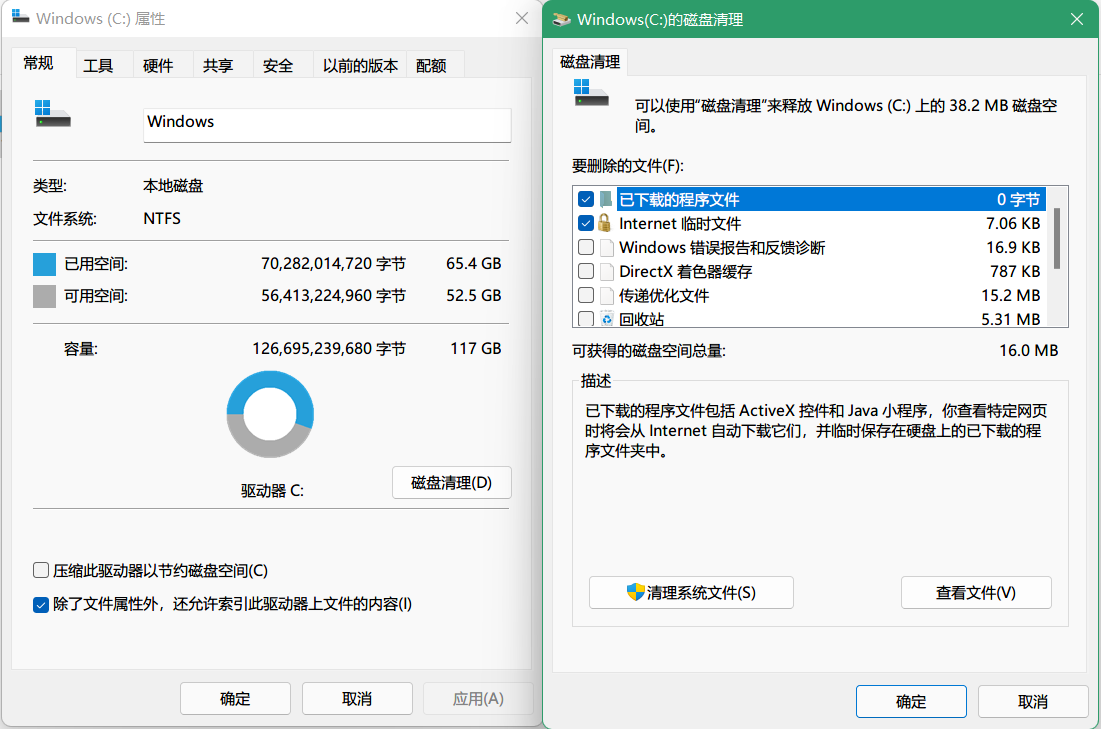 Windows (C:) 属性
常规
工具
硬件
共享
安全
以前的版本
配额
Windows
类型:
本地磁盘
文件系统:
NTFS
已用空间:
70,282,014,720 字节
65.4 GB
可用空间:
56,413,224,960 字节
52.5 GB
容量:
126,695,239,680 字节
117 GB
驱动器 C:
磁盘清理(D)
压缩此驱动器以节约磁盘空间(C)
除了文件属性外，还允许索引此驱动器上文件的内容(I)
确定
取消
应用(A)
Windows(C:)的磁盘清理
磁盘清理
可以使用“磁盘清理”来释放 Windows (C:) 上的 38.2 MB 磁盘空
间。
要删除的文件(F):
已下载的程序文件
0 字节
Internet 临时文件
7.06 KB
Windows 错误报告和反馈诊断
16.9 KB
DirectX 着色器缓存
787 KB
传递优化文件
15.2 MB
回收站
5.31 MB
可获得的磁盘空间总量:
16.0 MB
描述
已下载的程序文件包括 ActiveX 控件和 Java 小程序，你查看特定网页
时将会从 Internet 自动下载它们，并临时保存在硬盘上的已下载的程
序文件夹中。
清理系统文件(S)
查看文件(V)
确定
取消